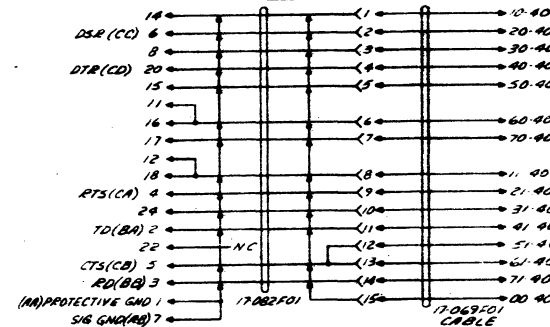 14 1 10-40
DSR(CC) 6 2 20-40
8 3 30-40
DTR(CD) 20 4 40-40
15 5 50-40
11
16 6 60-40
17 7 70-40
12
18 8 11-40
RTS(CA) 4 9 21-40
24 10 31-40
TD(BA) 2 11 41-40
22 NC 12 51-40
CTS(CB) 5 13 61-40
RD(BB) 3 14 71-40
(AA)PROTECTIVE GND 1 17-082F01 15 00-40
SIG GND(AB) 7 17-069F01
CABLE